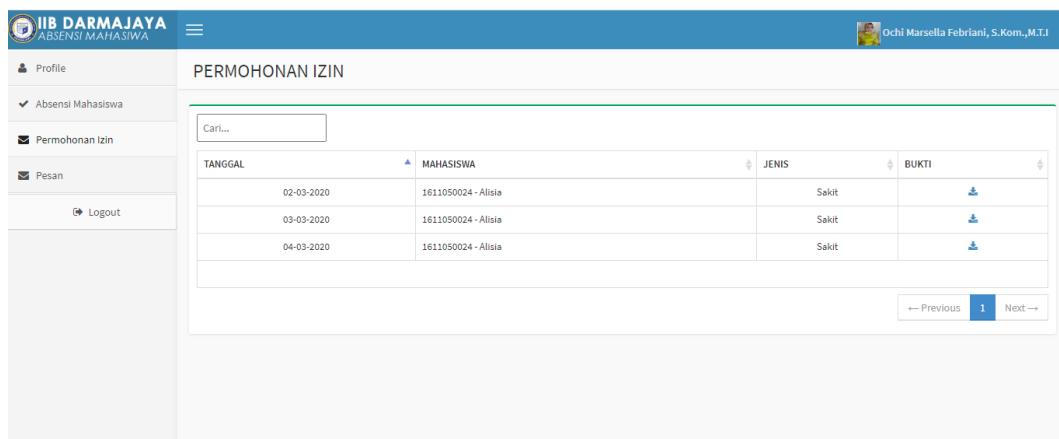 IIB DARMAJAYA
ABSENSI MAHASIWA
Ochi Marsella Febriani, S.Kom.,M.T.I
Profile
Absensi Mahasiswa
Permohonan Izin
Pesan
Logout
PERMOHONAN IZIN
Cari...
TANGGAL MAHASISWA JENIS BUKTI
02-03-2020 1611050024 - Alisia Sakit
03-03-2020 1611050024 - Alisia Sakit
04-03-2020 1611050024 - Alisia Sakit
← Previous 1 Next →